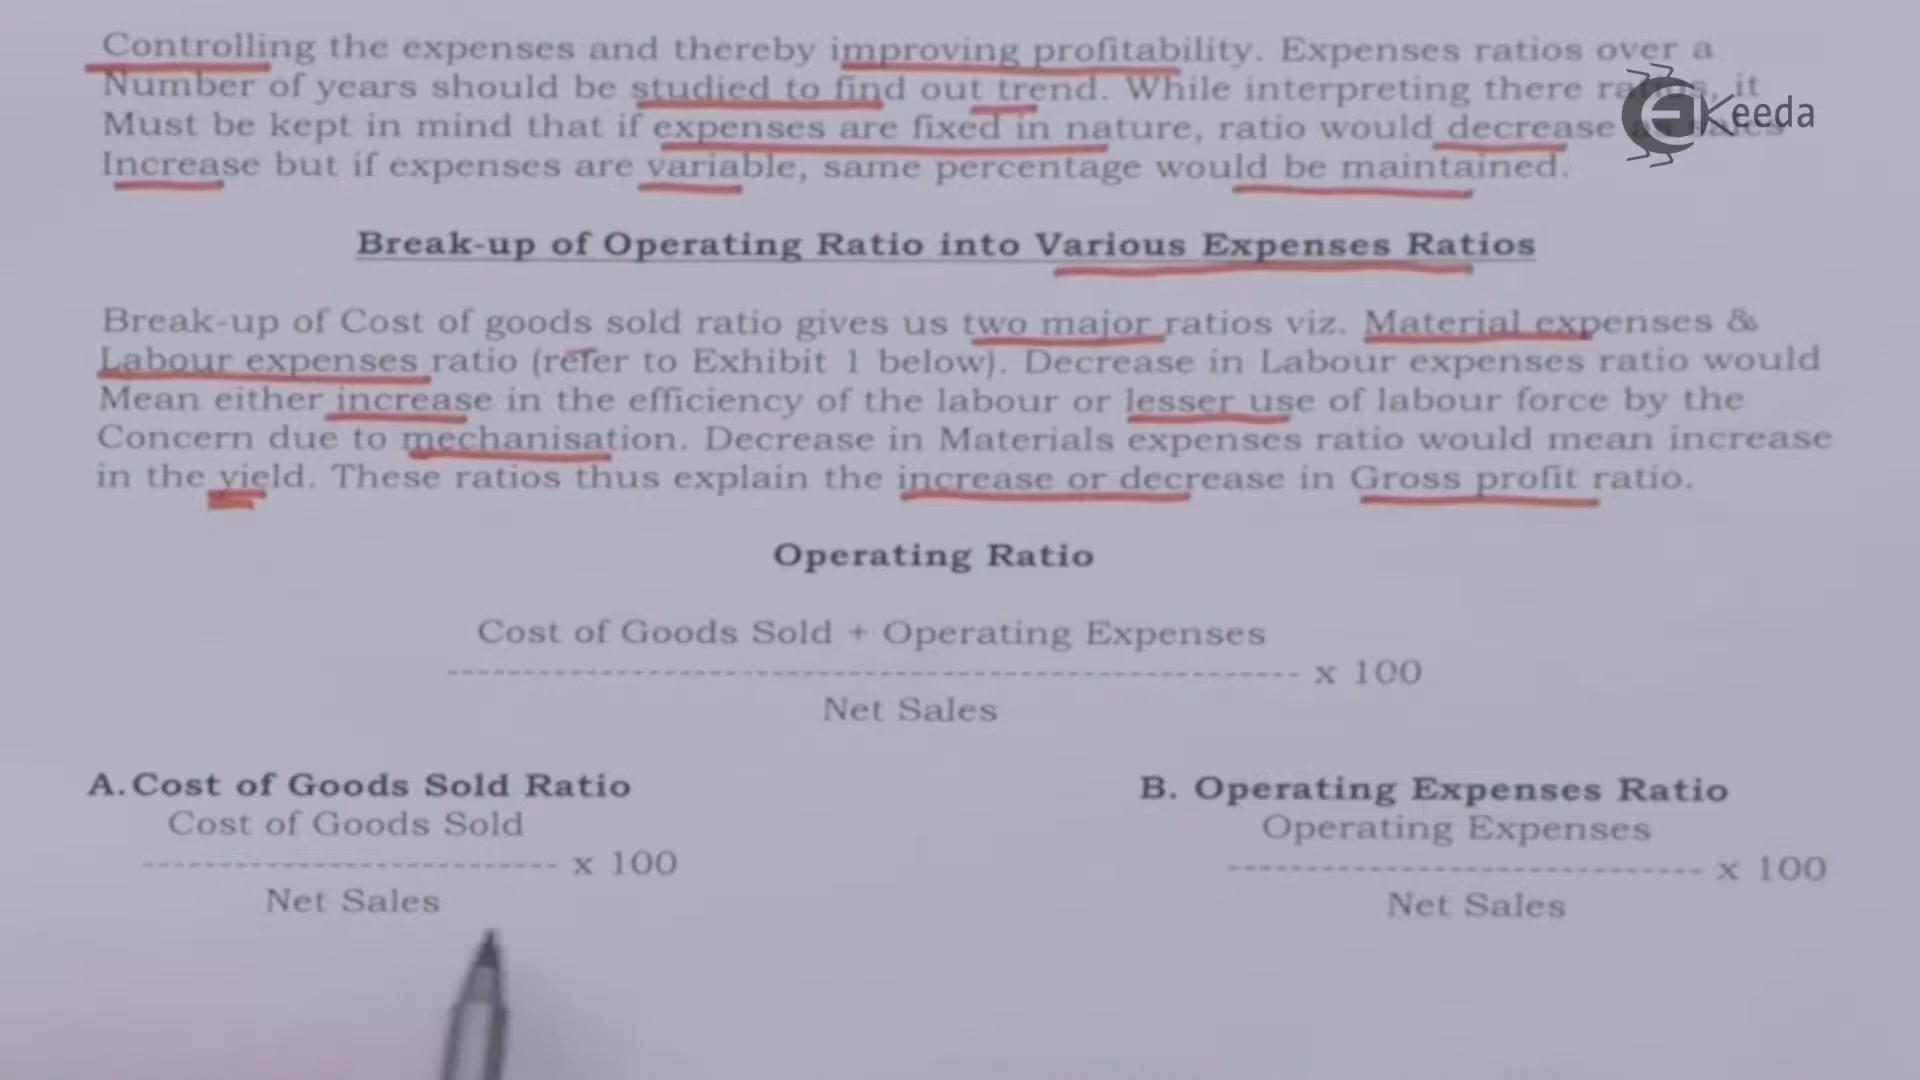 Controlling the expenses and thereby improving profitability. Expenses ratios over a
Number of years should be studied to find out trend. While interpreting there ratios, it
Must be kept in mind that if expenses are fixed in nature, ratio would decrease as sales
Increase but if expenses are variable, same percentage would be maintained.
Keeda
Break-up of Operating Ratio into Various Expenses Ratios
Break-up of Cost of goods sold ratio gives us two major ratios viz. Material expenses &
Labour expenses ratio (refer to Exhibit 1 below). Decrease in Labour expenses ratio would
Mean either increase in the efficiency of the labour or lesser use of labour force by the
Concern due to mechanisation. Decrease in Materials expenses ratio would mean increase
in the yield. These ratios thus explain the increase or decrease in Gross profit ratio.
Operating Ratio
Cost of Goods Sold + Operating Expenses
x 100
Net Sales
A. Cost of Goods Sold Ratio
Cost of Goods Sold
x 100
Net Sales
B. Operating Expenses Ratio
Operating Expenses
x 100
Net Sales